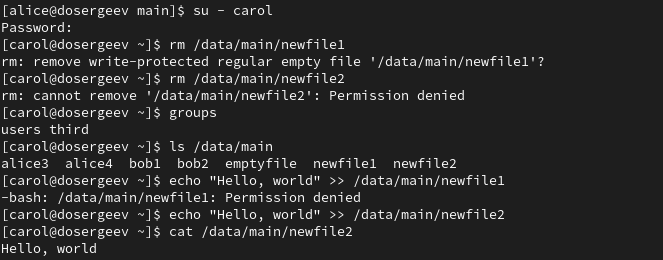 [alice@dosergeev main]$ su - carol
Password:
[carol@dosergeev ~]$ rm /data/main/newfile1
rm: remove write-protected regular empty file '/data/main/newfile1'?
[carol@dosergeev ~]$ rm /data/main/newfile2
rm: cannot remove '/data/main/newfile2': Permission denied
[carol@dosergeev ~]$ groups
users third
[carol@dosergeev ~]$ ls /data/main
alice3  alice4  bob1  bob2  emptyfile  newfile1  newfile2
[carol@dosergeev ~]$ echo "Hello, world" >> /data/main/newfile1
-bash: /data/main/newfile1: Permission denied
[carol@dosergeev ~]$ echo "Hello, world" >> /data/main/newfile2
[carol@dosergeev ~]$ cat /data/main/newfile2
Hello, world